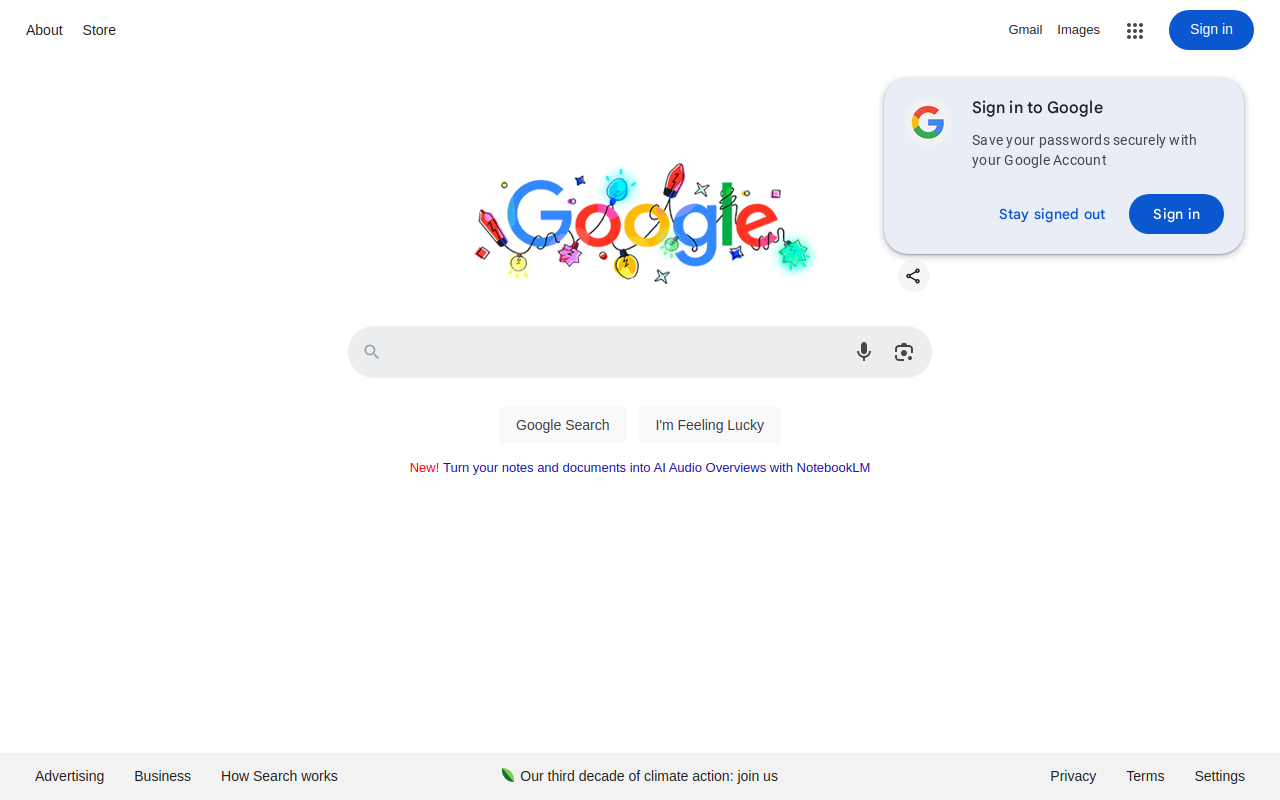 About Store
Gmail Images Sign in
Sign in to Google
Save your passwords securely with
your Google Account
Stay signed out Sign in
Google
Google Search I'm Feeling Lucky
New! Turn your notes and documents into AI Audio Overviews with NotebookLM
Advertising Business How Search works Our third decade of climate action: join us Privacy Terms Settings